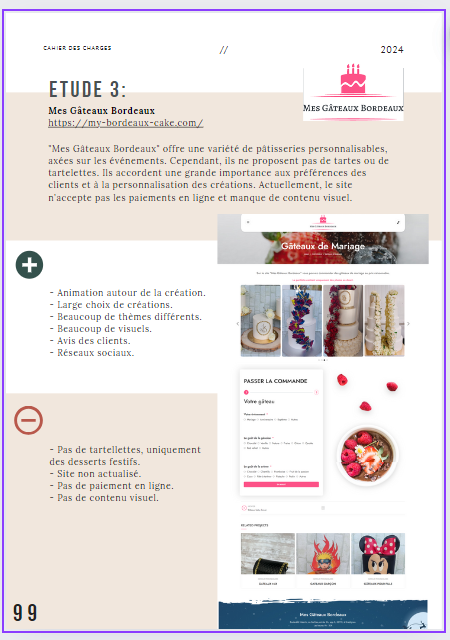 CAHIER DES CHARGES
//
2024
ETUDE 3:
MES GÂTEAUX BORDEAUX
Mes Gâteaux Bordeaux
https://my-bordeaux-cake.com/
"Mes Gâteaux Bordeaux" offre une variété de pâtisseries personnalisables,
axées sur les événements. Cependant, ils ne proposent pas de tartes ou de
tartelettes. Ils accordent une grande importance aux préférences des
clients et à la personnalisation des créations. Actuellement, le site
n'accepte pas les paiements en ligne et manque de contenu visuel.
Gâteaux de Mariage
- Animation autour de la création.
- Large choix de créations.
- Beaucoup de thèmes différents.
- Beaucoup de visuels.
- Avis des clients.
- Réseaux sociaux.
PASSER LA COMMANDE
Votre gâteau
- Pas de tartellettes, uniquement
des desserts festifs.
- Site non actualisé.
- Pas de paiement en ligne.
- Pas de contenu visuel.
RELATED PROJECTS
Mes Gâteaux Bordeaux
99